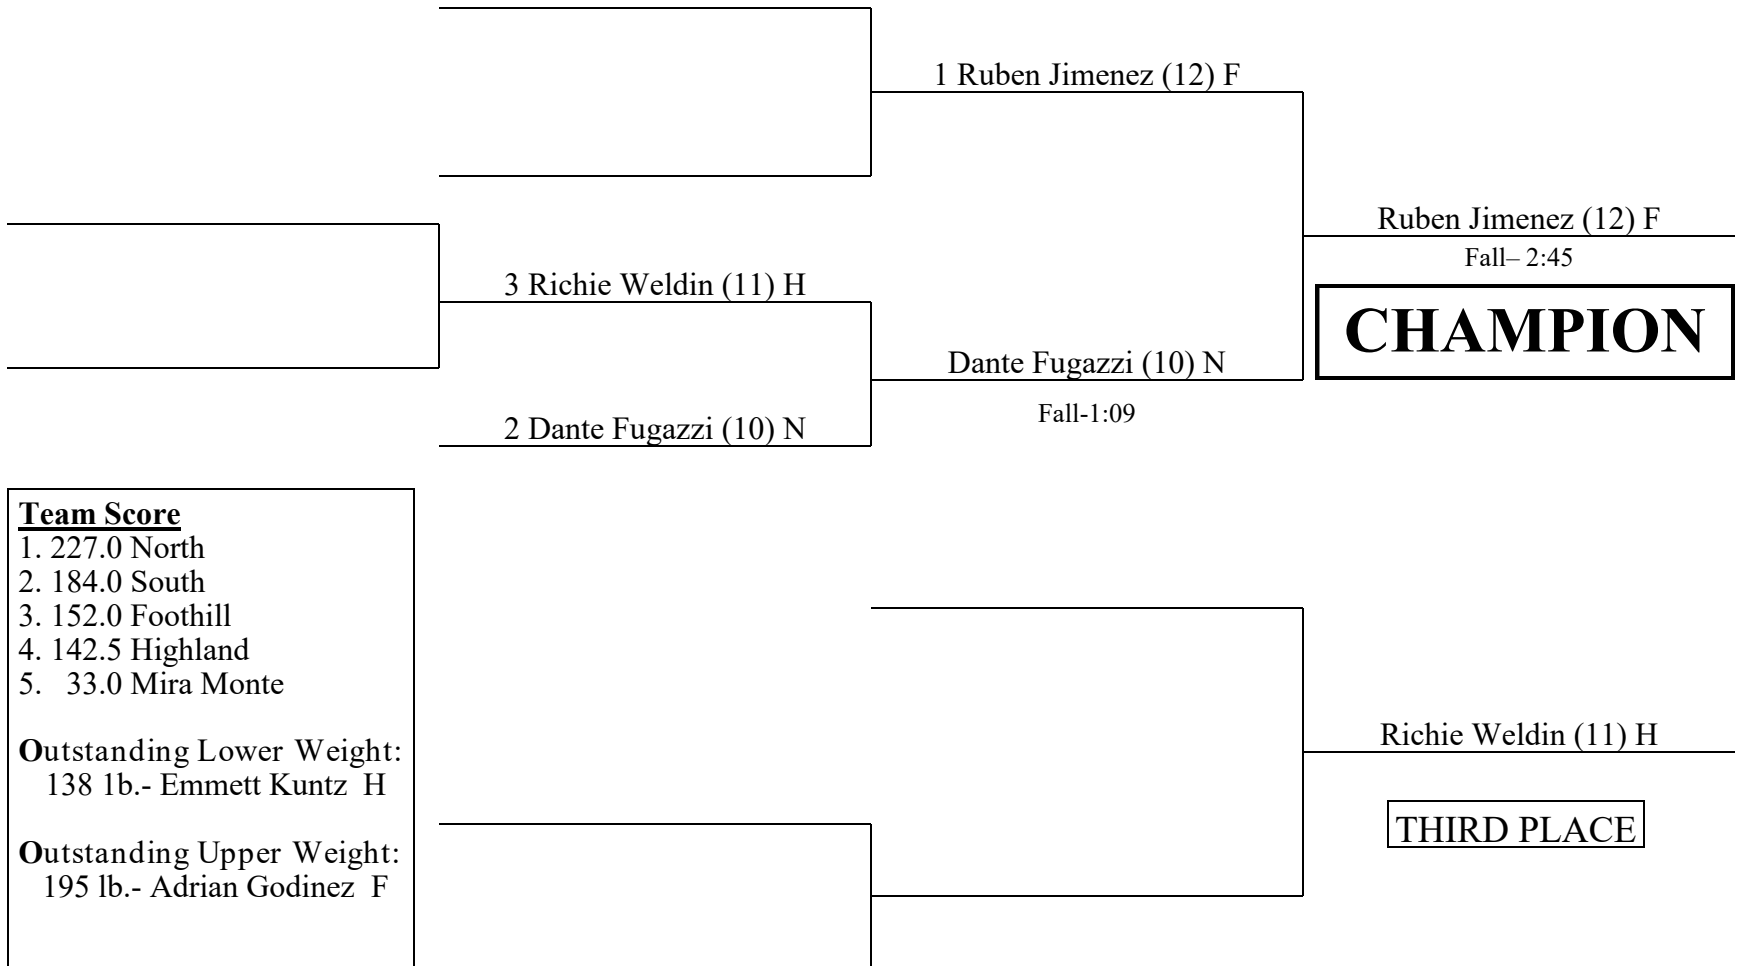 1 Ruben Jimenez (12) F
Ruben Jimenez (12) F
Fall– 2:45
CHAMPION
3 Richie Weldin (11) H
Dante Fugazzi (10) N
Fall-1:09
2 Dante Fugazzi (10) N
Team Score
1. 227.0 North
2. 184.0 South
3. 152.0 Foothill
4. 142.5 Highland
5.   33.0 Mira Monte
Outstanding Lower Weight:
138 1b.- Emmett Kuntz  H
Outstanding Upper Weight:
195 lb.- Adrian Godinez  F
Richie Weldin (11) H
THIRD PLACE